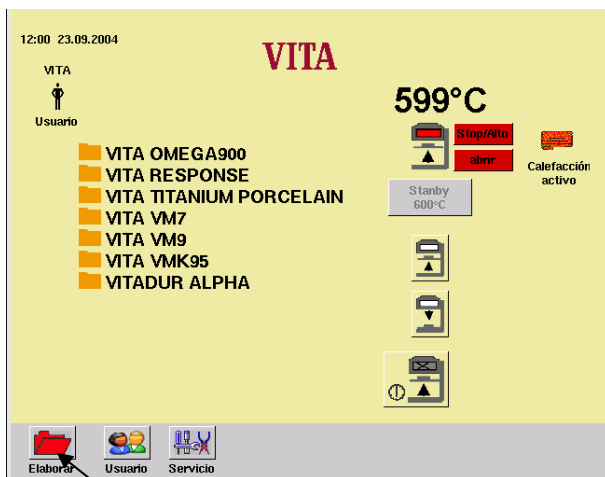 12:00 23.09.2004
VITA
VITA
Usuario
599°C
Stop/Alto
abrir
Calefacción
activo
Stanby
600°C
VITA OMEGA900
VITA RESPONSE
VITA TITANIUM PORCELAIN
VITA VM7
VITA VM9
VITA VMK95
VITADUR ALPHA
Elaborar
Usuario
Servicio